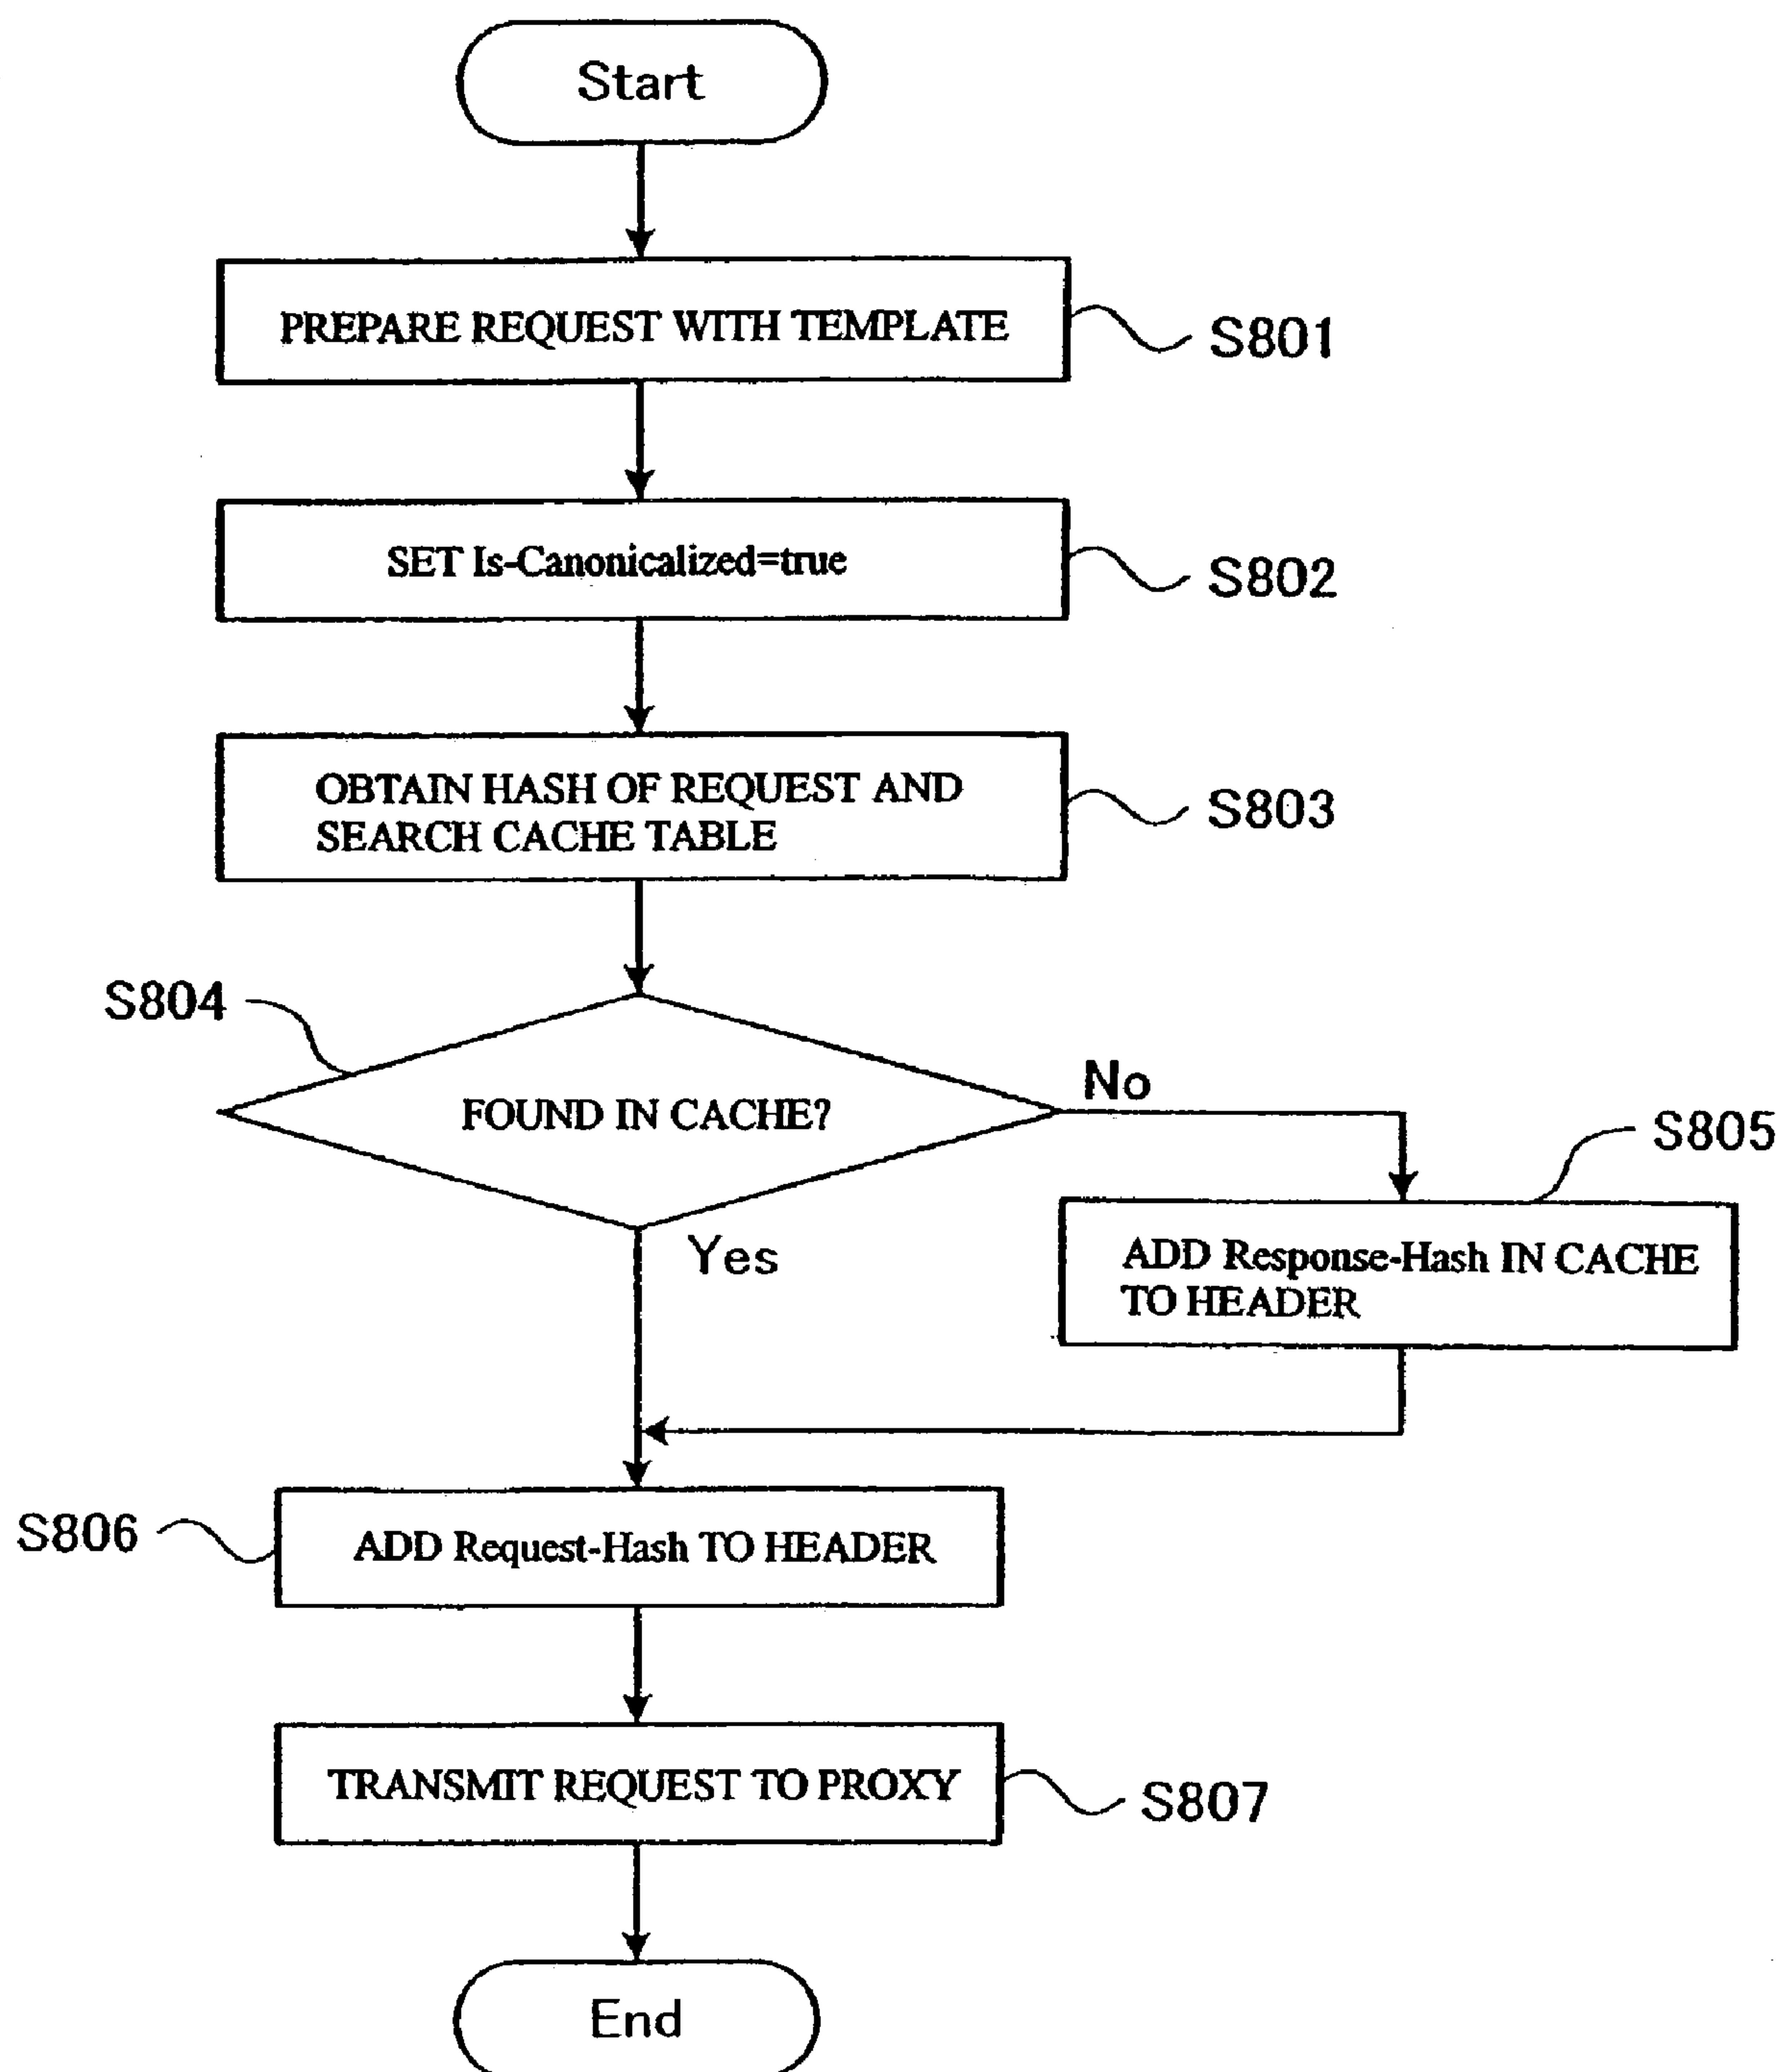 Start
PREPARE REQUEST WITH TEMPLATE
S801
SET Is-Canonicalized=true
S802
OBTAIN HASH OF REQUEST AND
SEARCH CACHE TABLE
S803
S804
FOUND IN CACHE?
No
Yes
S805
ADD Response-Hash IN CACHE
TO HEADER
S806
ADD Request-Hash TO HEADER
TRANSMIT REQUEST TO PROXY
S807
End